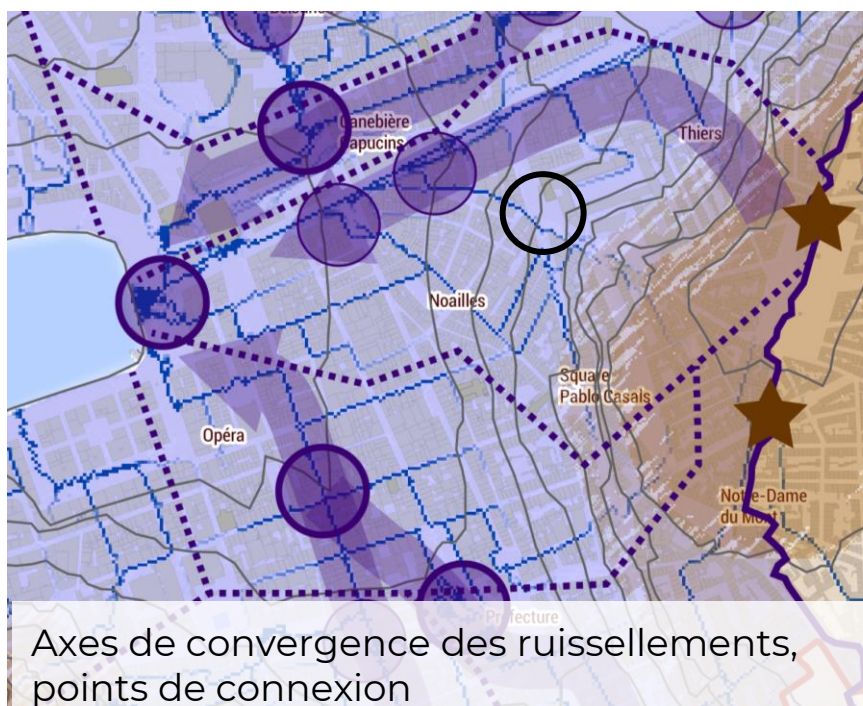 Canebière
Capucins
Thiers
Noailles
Square
Pablo Casals
Opéra
Notre-Dame
du Mont
Préfecture
Axes de convergence des ruissellements,
points de connexion